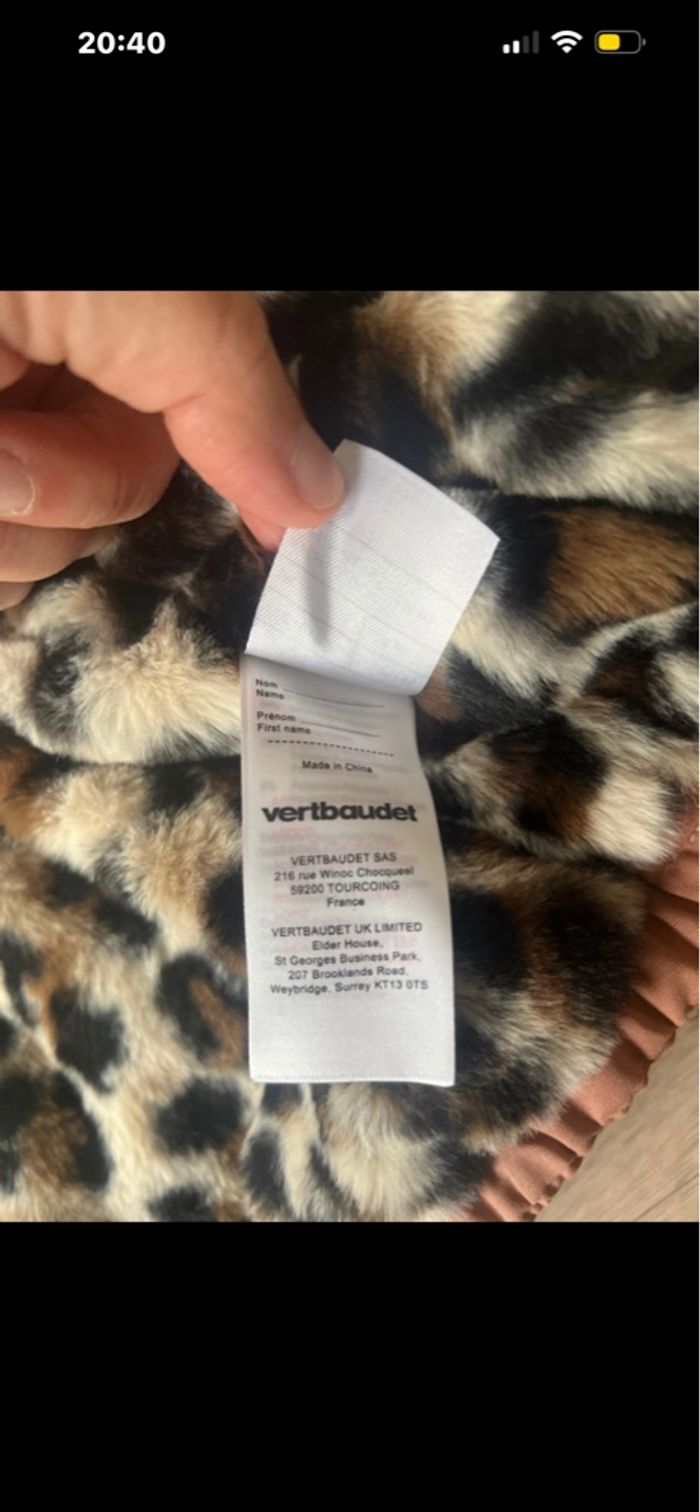 20:40
Nom
Name
Prénom
First name
Made in China
vertbaudet
VERTBAUDET SAS
216 rue Winoc Chocqueel
59200 TOURCOING
France
VERTBAUDET UK LIMITED
Elder House,
St Georges Business Park,
207 Brooklands Road,
Weybridge, Surrey KT13 0TS